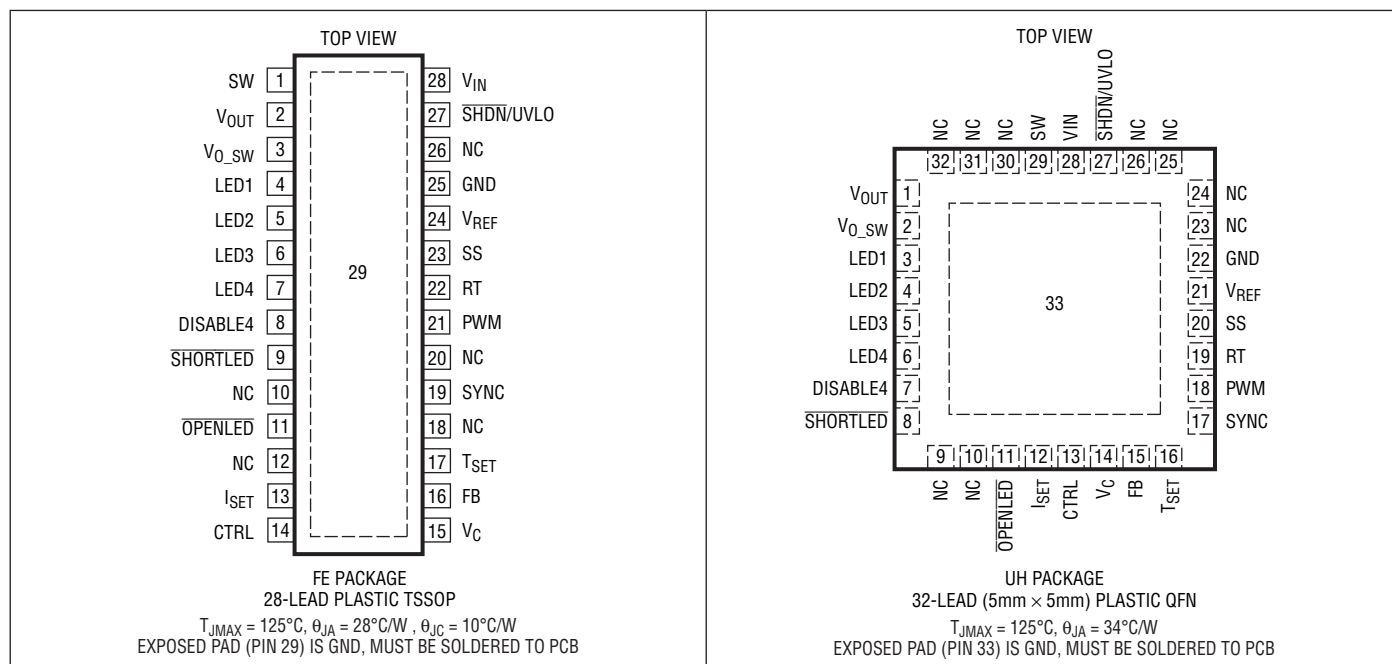 TOP VIEW
SW 1
VOUT 2
VO_SW 3
LED1 4
LED2 5
LED3 6
LED4 7
DISABLE4 8
SHORTLED 9
NC 10
OPENLED 11
NC 12
ISET 13
CTRL 14
29
28 VIN
27 SHDN/UVLO
26 NC
25 GND
24 VREF
23 SS
22 RT
21 PWM
20 NC
19 SYNC
18 NC
17 TSET
16 FB
15 VC
FE PACKAGE
28-LEAD PLASTIC TSSOP
TJMAX = 125°C, θJA = 28°C/W , θJC = 10°C/W
EXPOSED PAD (PIN 29) IS GND, MUST BE SOLDERED TO PCB
TOP VIEW
NC NC NC SW VIN SHDN/UVLO NC NC
32 31 30 29 28 27 26 25
VOUT 1
VO_SW 2
LED1 3
LED2 4
LED3 5
LED4 6
DISABLE4 7
SHORTLED 8
33
24 NC
23 NC
22 GND
21 VREF
20 SS
19 RT
18 PWM
17 SYNC
9 10 11 12 13 14 15 16
NC NC OPENLED ISET CTRL VC FB TSET
UH PACKAGE
32-LEAD (5mm × 5mm) PLASTIC QFN
TJMAX = 125°C, θJA = 34°C/W
EXPOSED PAD (PIN 33) IS GND, MUST BE SOLDERED TO PCB